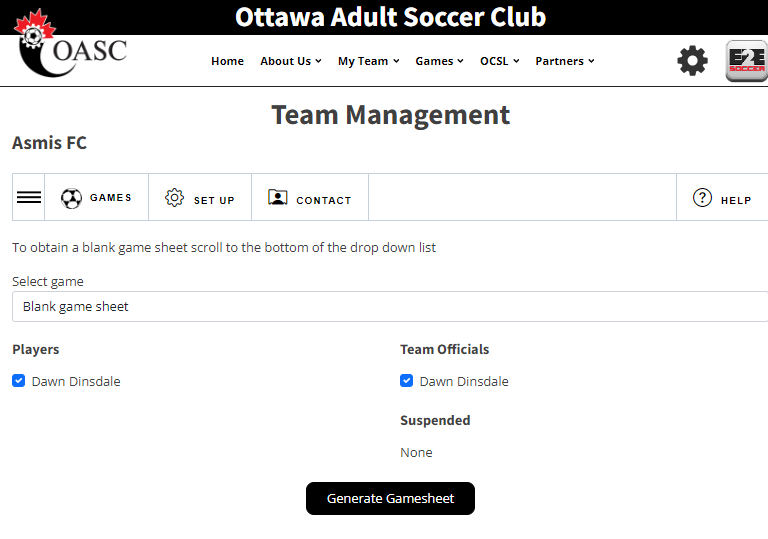 Ottawa Adult Soccer Club
OASC
Home About Us My Team Games OCSL Partners
E2E
SOCCER
Team Management
Asmis FC
GAMES SET UP CONTACT HELP
To obtain a blank game sheet scroll to the bottom of the drop down list
Select game
Blank game sheet
Players Team Officials
Dawn Dinsdale Dawn Dinsdale
Suspended
None
Generate Gamesheet